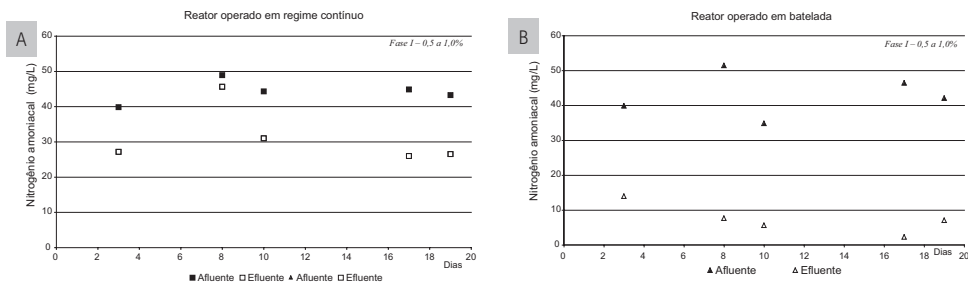 Reator operado em regime contínuo
A
Fase I – 0,5 a 1,0%
Nitrogênio amoniacal (mg/L)
60
50
40
30
20
10
0
0 2 4 6 8 10 12 14 16 18 20
Dias
Afluente Efluente Afluente Efluente
Reator operado em batelada
B
Fase I – 0,5 a 1,0%
Nitrogênio amoniacal (mg/L)
60
50
40
30
20
10
0
0 2 4 6 8 10 12 14 16 18 20
Dias
Afluente Efluente